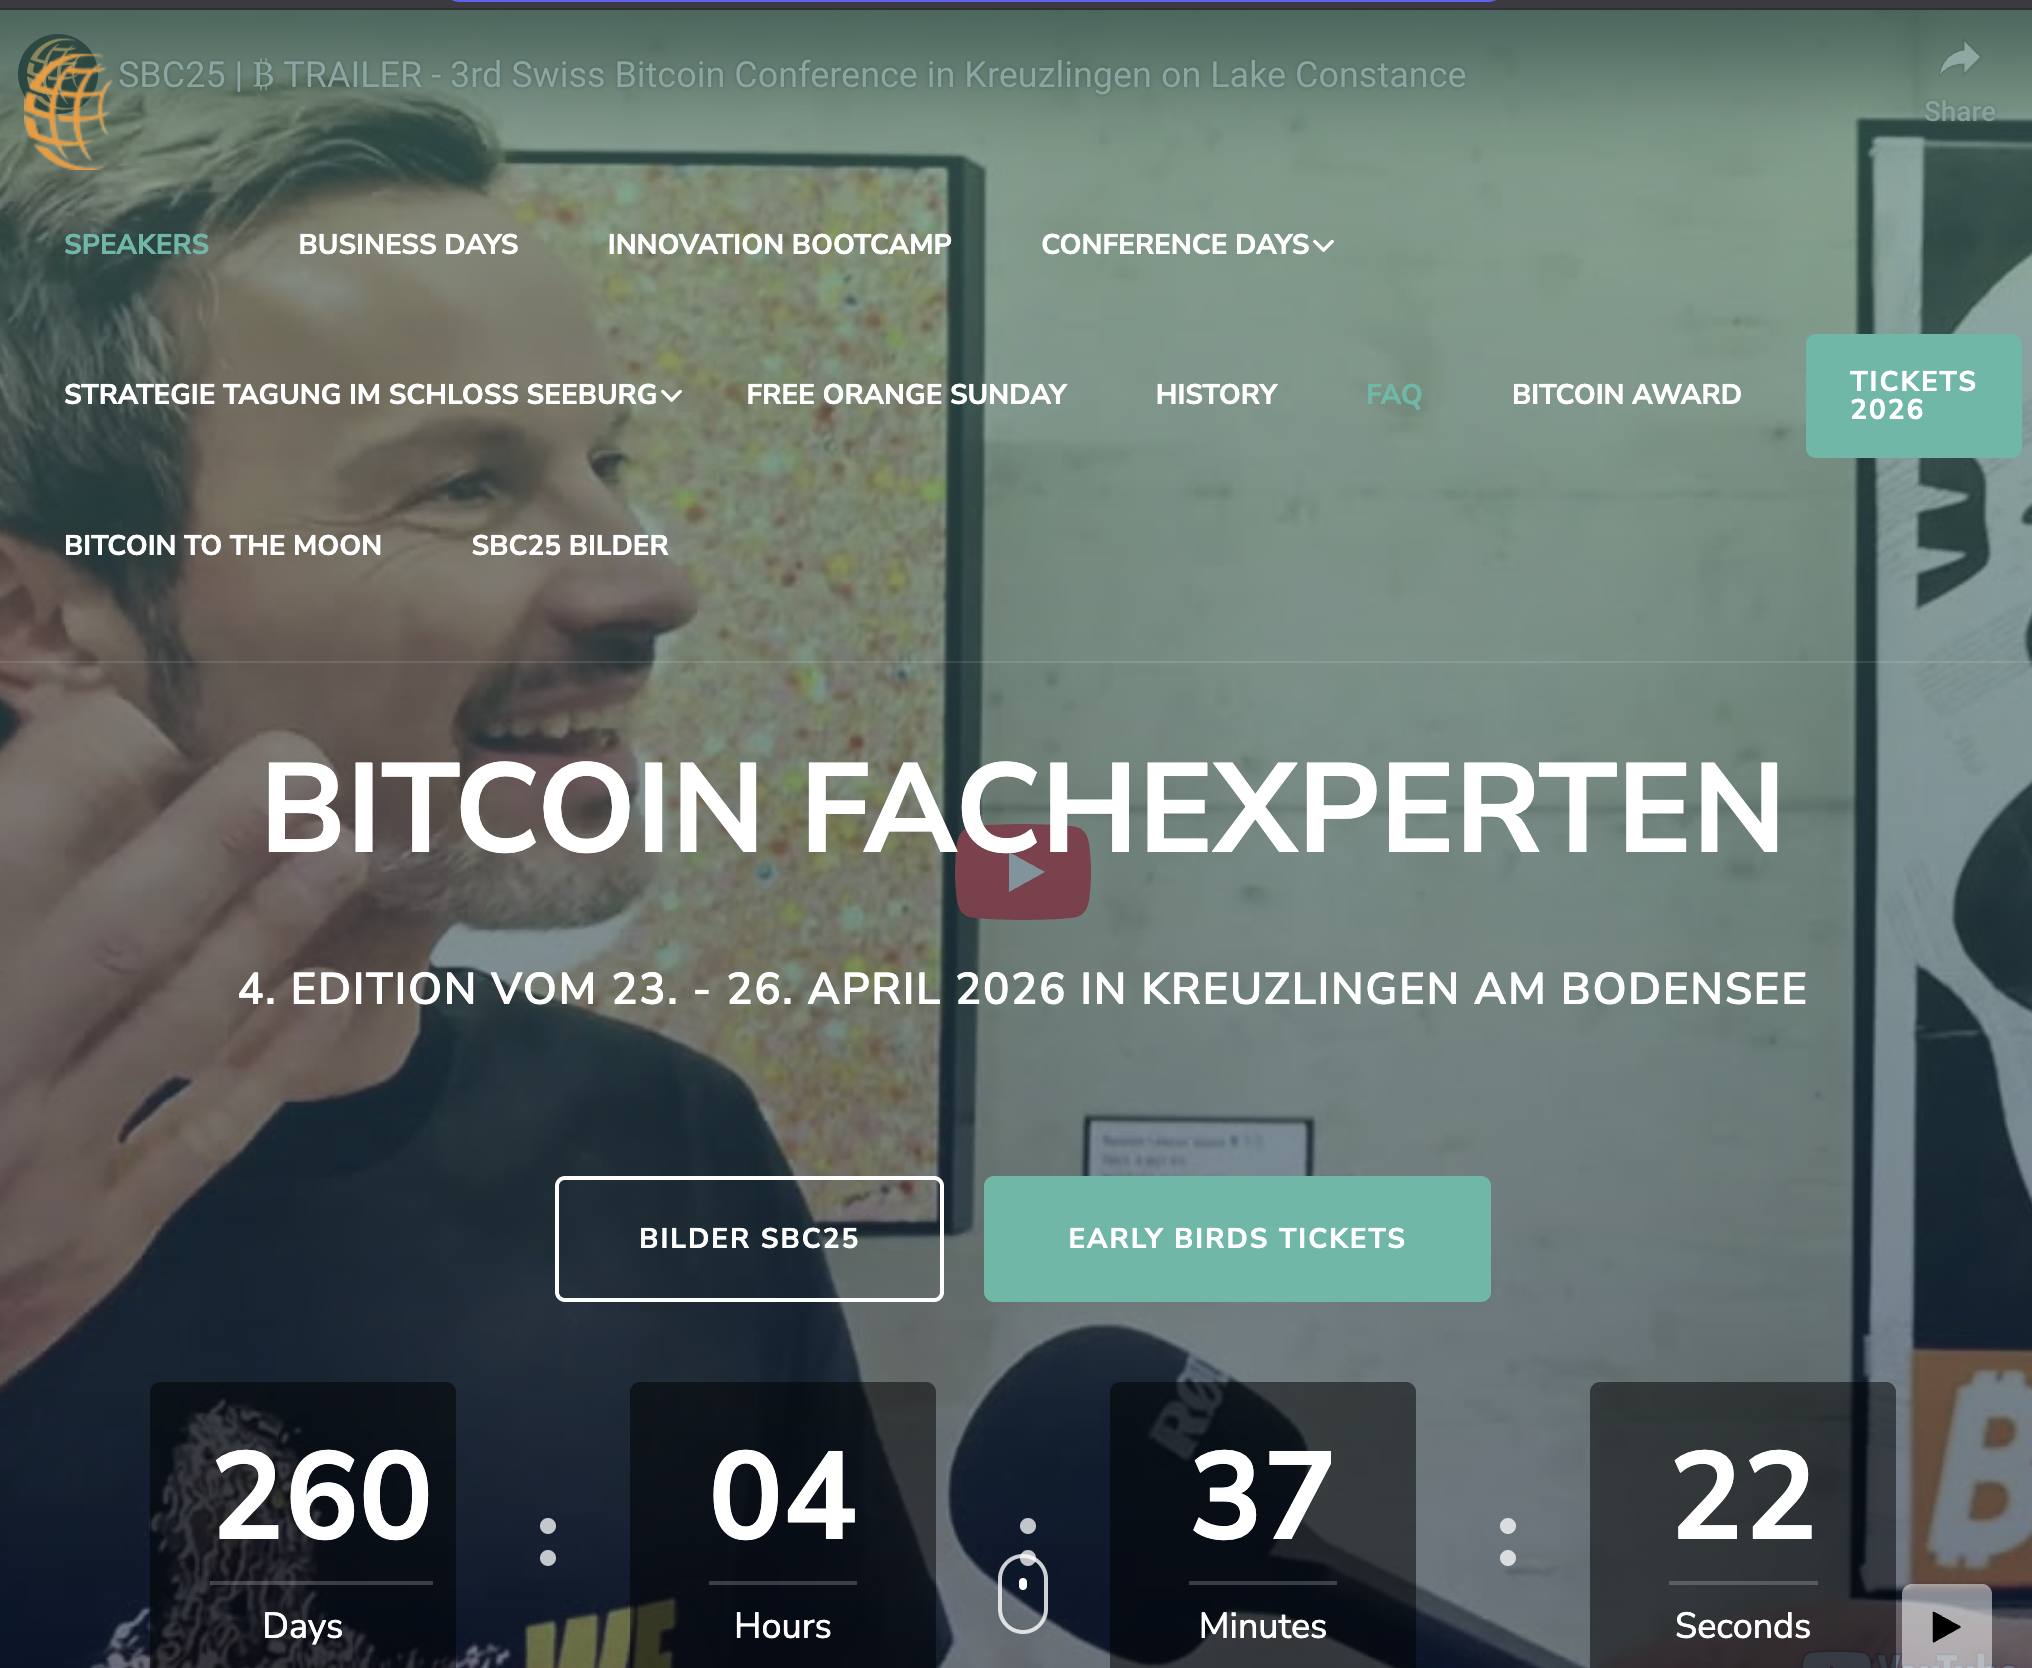 SBC25 | ₿ TRAILER - 3rd Swiss Bitcoin Conference in Kreuzlingen on Lake Constance
Share
SPEAKERS BUSINESS DAYS INNOVATION BOOTCAMP CONFERENCE DAYS
STRATEGIE TAGUNG IM SCHLOSS SEEBURG FREE ORANGE SUNDAY HISTORY FAQ BITCOIN AWARD TICKETS
2026
BITCOIN TO THE MOON SBC25 BILDER
BITCOIN FACHEXPERTEN
4. EDITION VOM 23. - 26. APRIL 2026 IN KREUZLINGEN AM BODENSEE
BILDER SBC25 EARLY BIRDS TICKETS
260 : 04 : 37 : 22
Days Hours Minutes Seconds
WE
YouTube